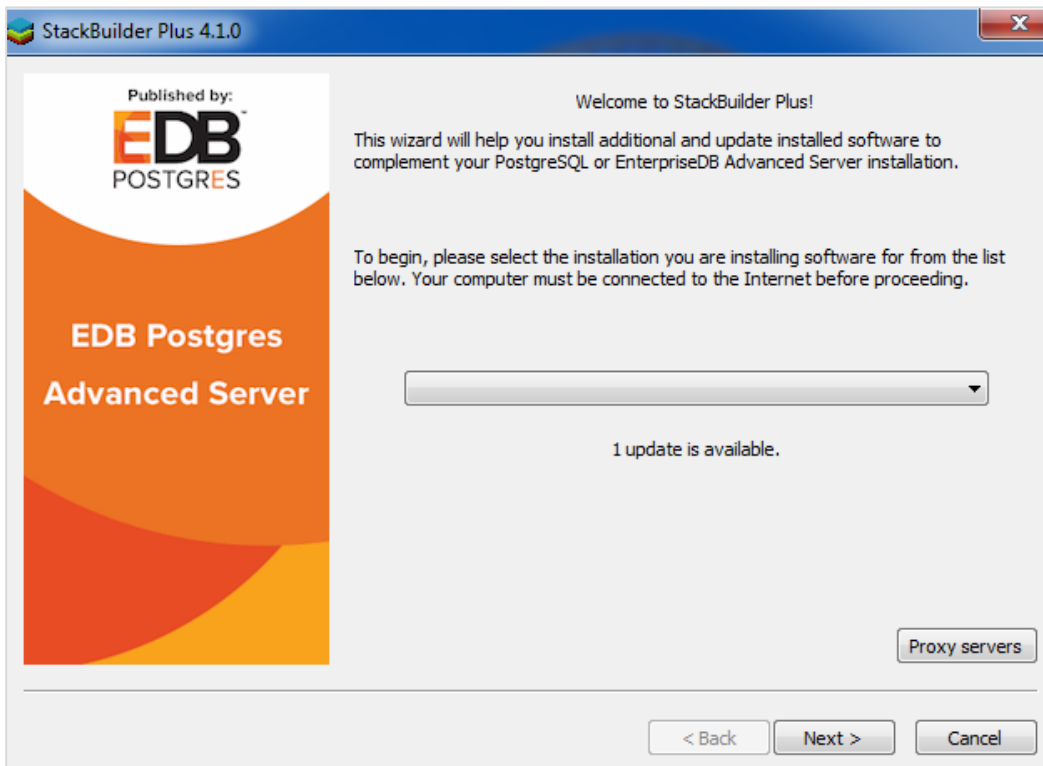 StackBuilder Plus 4.1.0
Published by:
EDB™
POSTGRES
EDB Postgres
Advanced Server
Welcome to StackBuilder Plus!
This wizard will help you install additional and update installed software to
complement your PostgreSQL or EnterpriseDB Advanced Server installation.
To begin, please select the installation you are installing software for from the list
below. Your computer must be connected to the Internet before proceeding.
1 update is available.
Proxy servers
< Back
Next >
Cancel